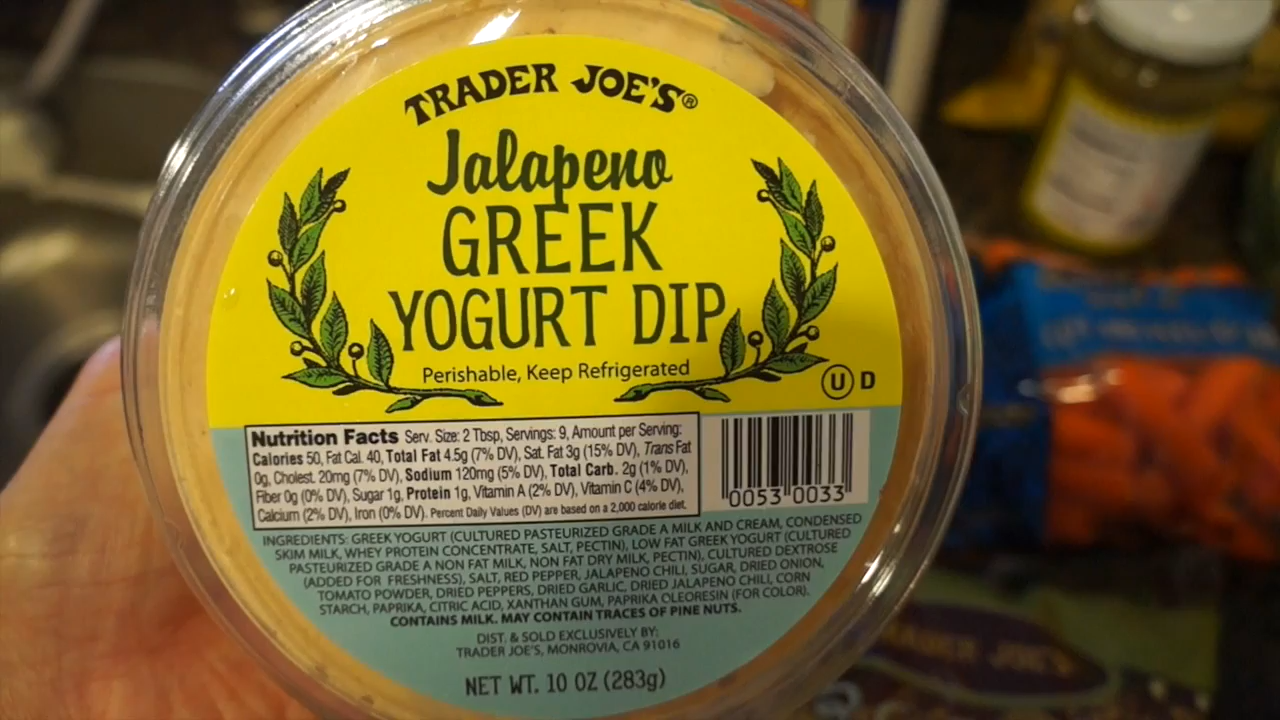 TRADER JOE'S®
Jalapeno
GREEK
YOGURT DIP
Perishable, Keep Refrigerated
U D
Nutrition Facts Serv. Size: 2 Tbsp, Servings: 9, Amount per Serving:
Calories 50, Fat Cal. 40, Total Fat 4.5g (7% DV), Sat. Fat 3g (15% DV), Trans Fat
0g, Cholest. 20mg (7% DV), Sodium 120mg (5% DV), Total Carb. 2g (1% DV),
Fiber 0g (0% DV), Sugar 1g, Protein 1g, Vitamin A (2% DV), Vitamin C (4% DV),
Calcium (2% DV), Iron (0% DV). Percent Daily Values (DV) are based on a 2,000 calorie diet.
0053 0033
INGREDIENTS: GREEK YOGURT (CULTURED PASTEURIZED GRADE A MILK AND CREAM, CONDENSED
SKIM MILK, WHEY PROTEIN CONCENTRATE, SALT, PECTIN), LOW FAT GREEK YOGURT (CULTURED
PASTEURIZED GRADE A NON FAT MILK, NON FAT DRY MILK, PECTIN), CULTURED DEXTROSE
(ADDED FOR FRESHNESS), SALT, RED PEPPER, JALAPENO CHILI, SUGAR, DRIED ONION,
TOMATO POWDER, DRIED PEPPERS, DRIED GARLIC, DRIED JALAPENO CHILI, CORN
STARCH, PAPRIKA, CITRIC ACID, XANTHAN GUM, PAPRIKA OLEORESIN (FOR COLOR).
CONTAINS MILK. MAY CONTAIN TRACES OF PINE NUTS.
DIST. & SOLD EXCLUSIVELY BY:
TRADER JOE'S, MONROVIA, CA 91016
NET WT. 10 OZ (283g)
TRADER JOE'S